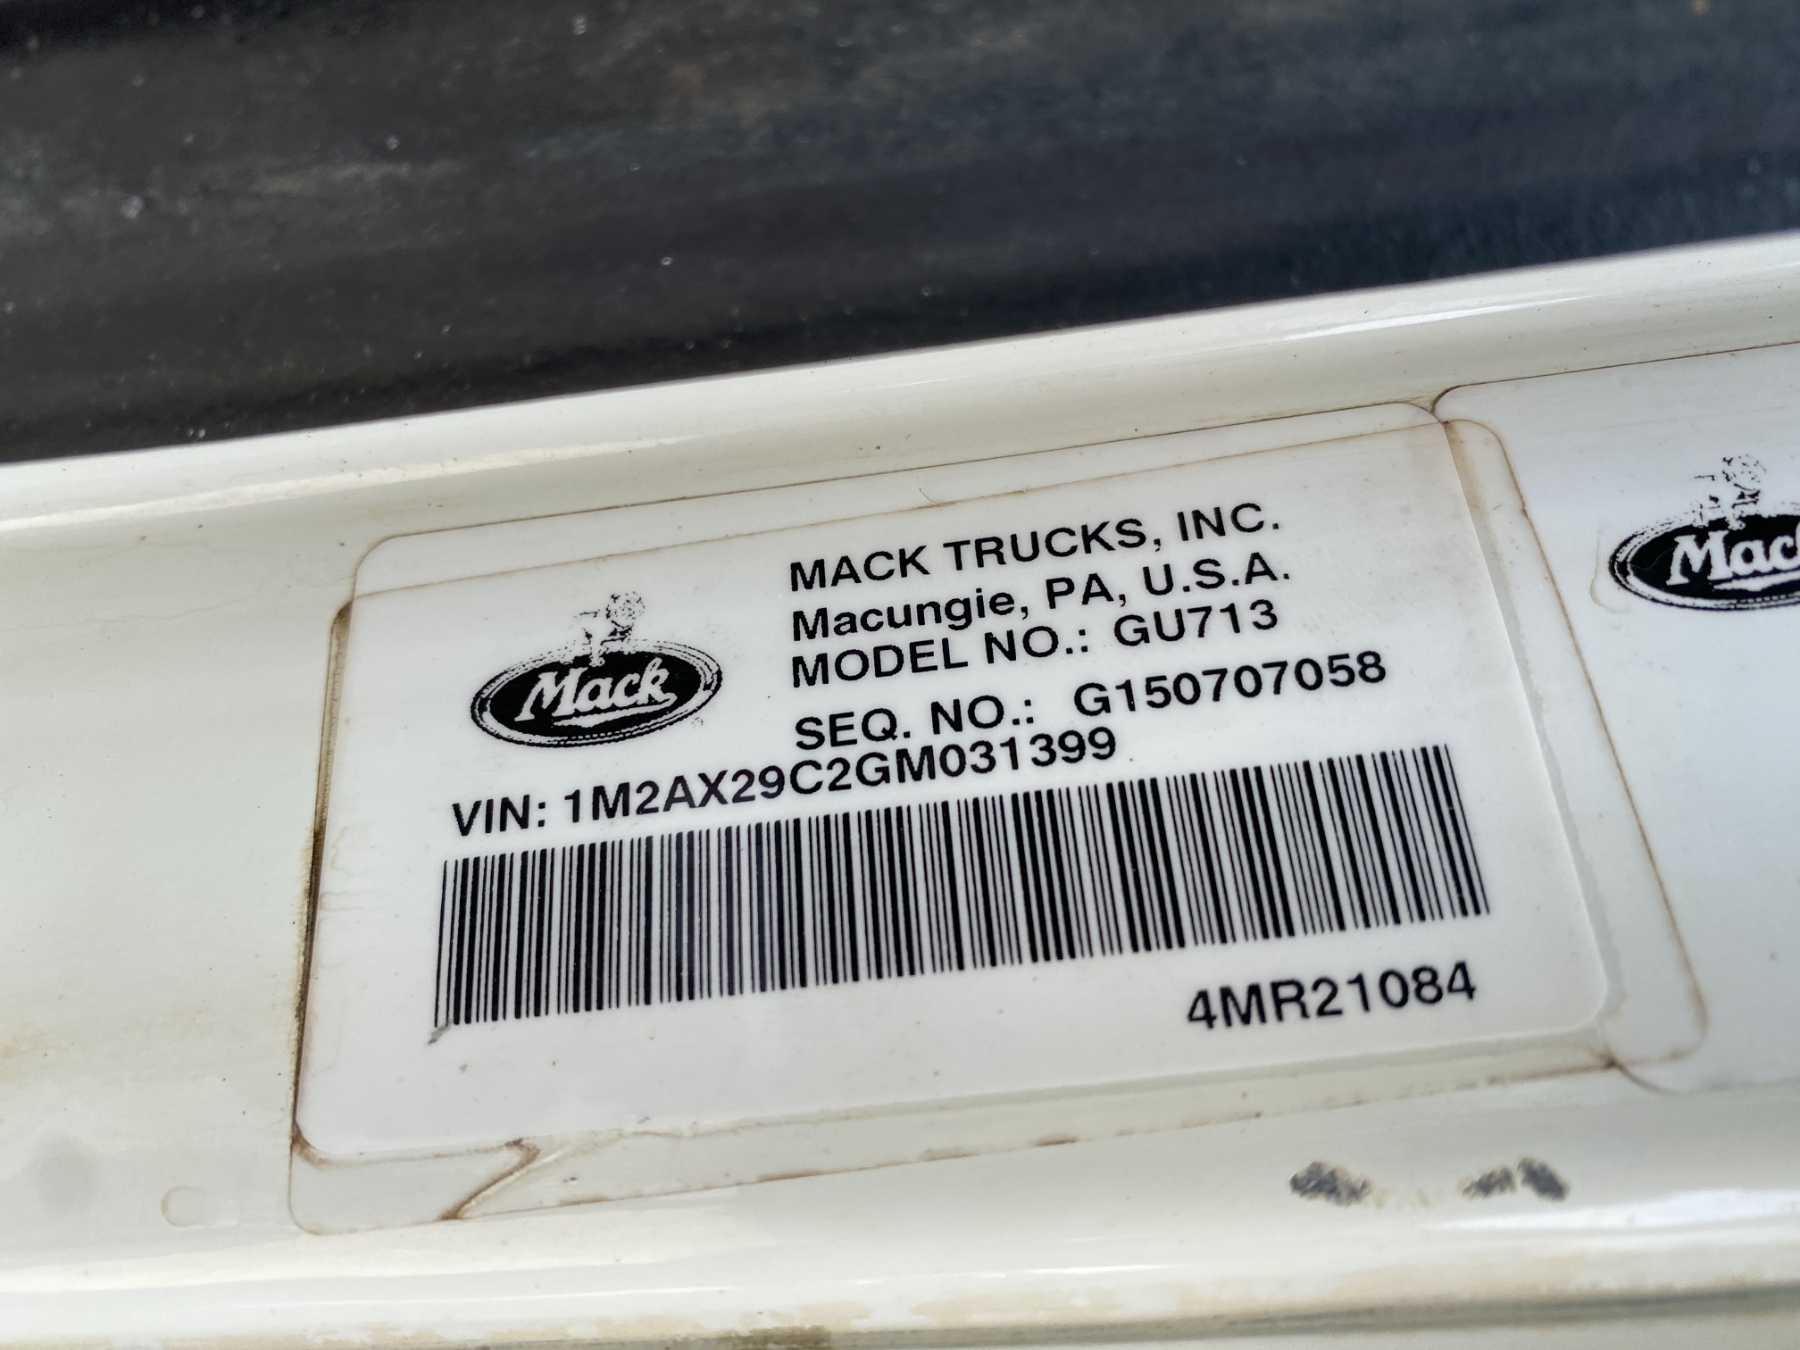 MACK TRUCKS, INC.
Macungie, PA, U.S.A.
MODEL NO.: GU713
SEQ. NO.: G150707058
Mack
VIN: 1M2AX29C2GM031399
4MR21084
Mack